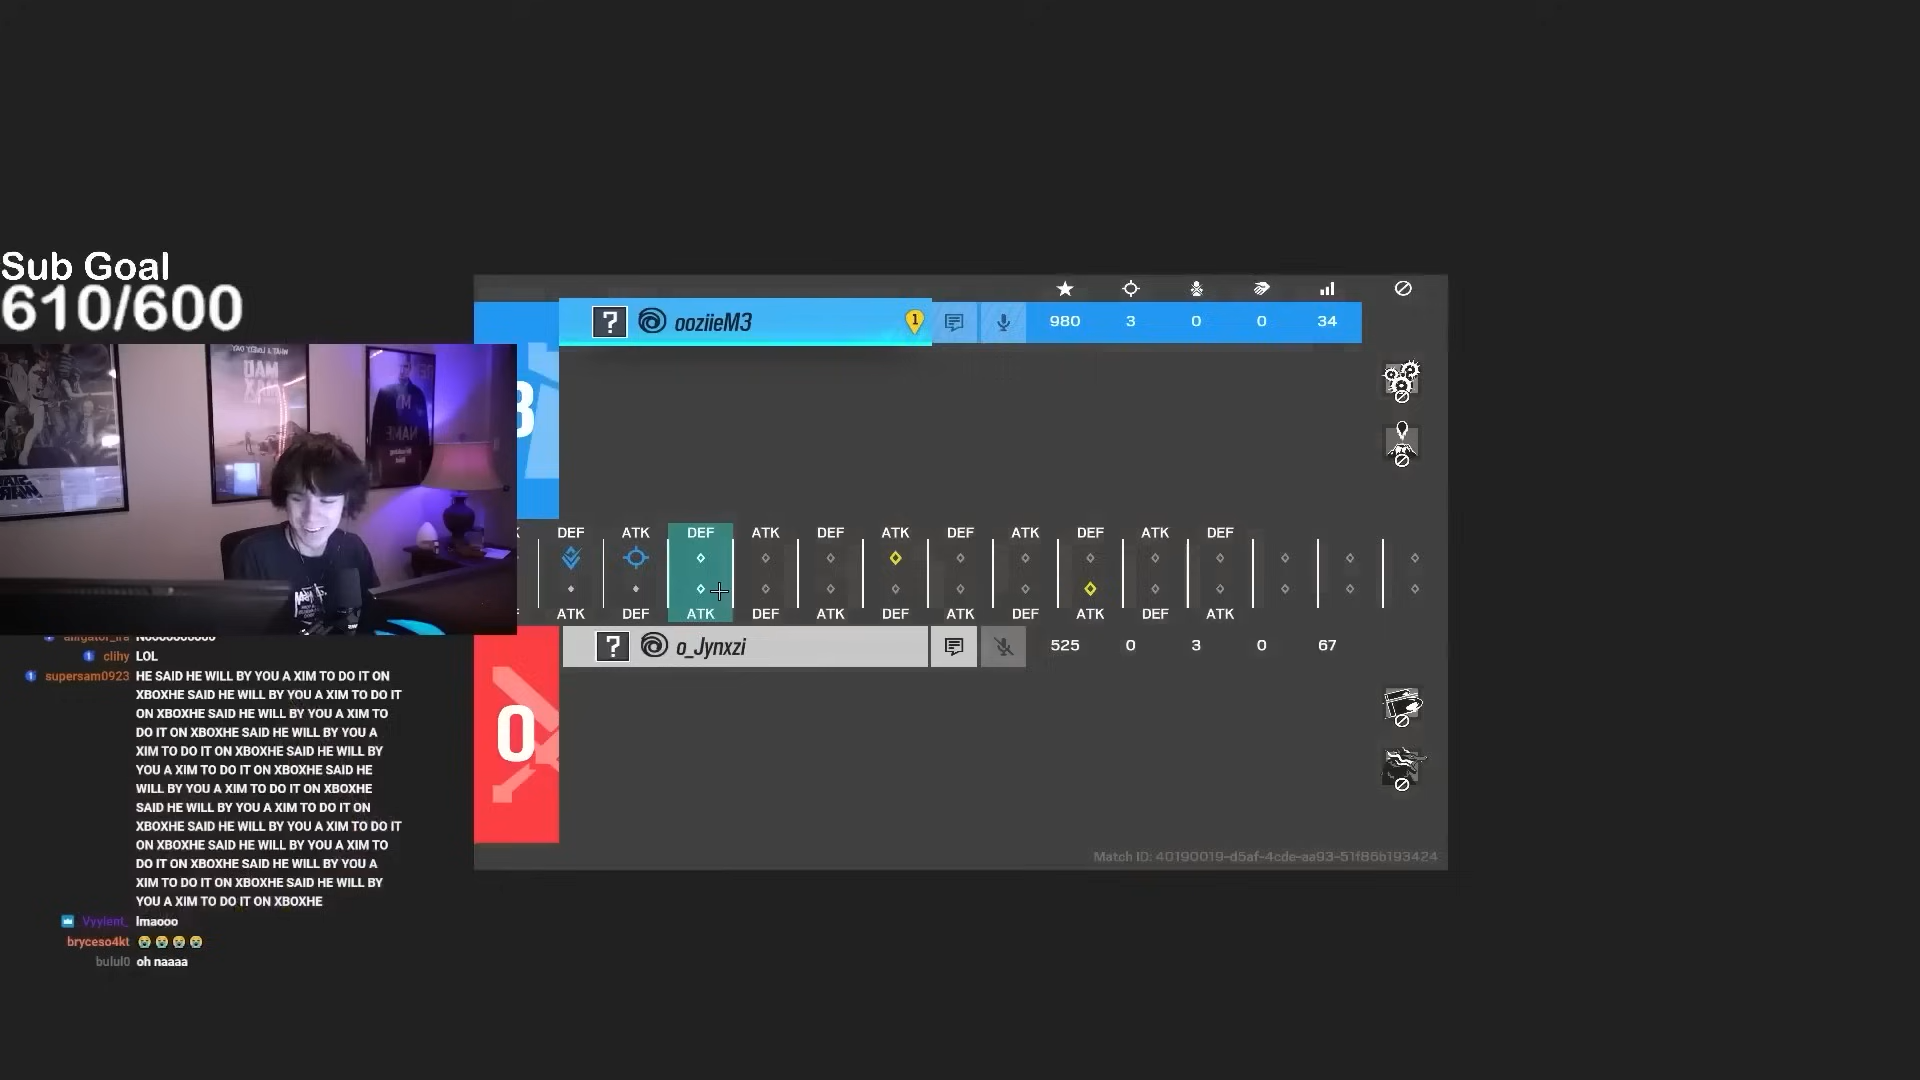 Sub Goal
610/600
? oozieM3 1 980 3 0 0 34
3
DEF ATK DEF ATK DEF ATK DEF ATK DEF ATK DEF
ATK DEF ATK DEF ATK DEF ATK DEF ATK DEF ATK
? o_Jynxzi 525 0 3 0 67
0
Match ID: 40190019-d5af-4cde-aa93-51f86b193424
clihy LOL
supersam0923 HE SAID HE WILL BY YOU A XIM TO DO IT ON
XBOXHE SAID HE WILL BY YOU A XIM TO DO IT
ON XBOXHE SAID HE WILL BY YOU A XIM TO
DO IT ON XBOXHE SAID HE WILL BY YOU A
XIM TO DO IT ON XBOXHE SAID HE WILL BY
YOU A XIM TO DO IT ON XBOXHE SAID HE
WILL BY YOU A XIM TO DO IT ON XBOXHE
SAID HE WILL BY YOU A XIM TO DO IT ON
XBOXHE SAID HE WILL BY YOU A XIM TO DO IT
ON XBOXHE SAID HE WILL BY YOU A XIM TO
DO IT ON XBOXHE SAID HE WILL BY YOU A
XIM TO DO IT ON XBOXHE SAID HE WILL BY
YOU A XIM TO DO IT ON XBOXHE
Vyylent_ lmaooo
bryceso4kt
bulul0 oh naaaa